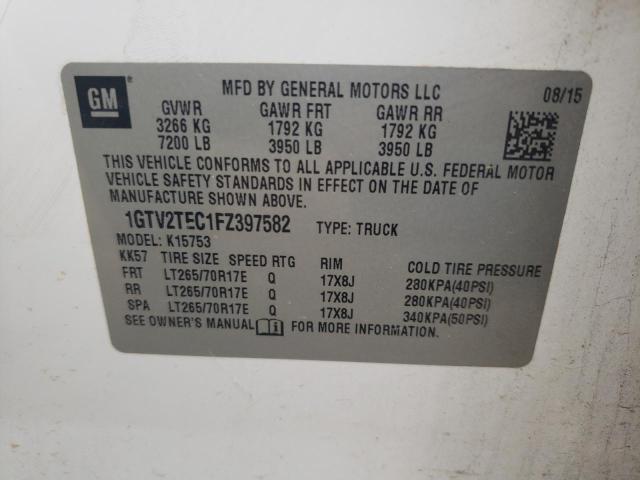 GM
MFD BY GENERAL MOTORS LLC 08/15
GVWR GAWR FRT GAWR RR
3266 KG 1792 KG 1792 KG
7200 LB 3950 LB 3950 LB
THIS VEHICLE CONFORMS TO ALL APPLICABLE U.S. FEDERAL MOTOR
VEHICLE SAFETY STANDARDS IN EFFECT ON THE DATE OF
MANUFACTURE SHOWN ABOVE.
1GTV2TEC1FZ397582 TYPE: TRUCK
MODEL: K15753
KK57 TIRE SIZE SPEED RTG RIM COLD TIRE PRESSURE
FRT LT265/70R17E Q 17X8J 280KPA(40PSI)
RR LT265/70R17E Q 17X8J 280KPA(40PSI)
SPA LT265/70R17E Q 17X8J 340KPA(50PSI)
SEE OWNER'S MANUAL FOR MORE INFORMATION.